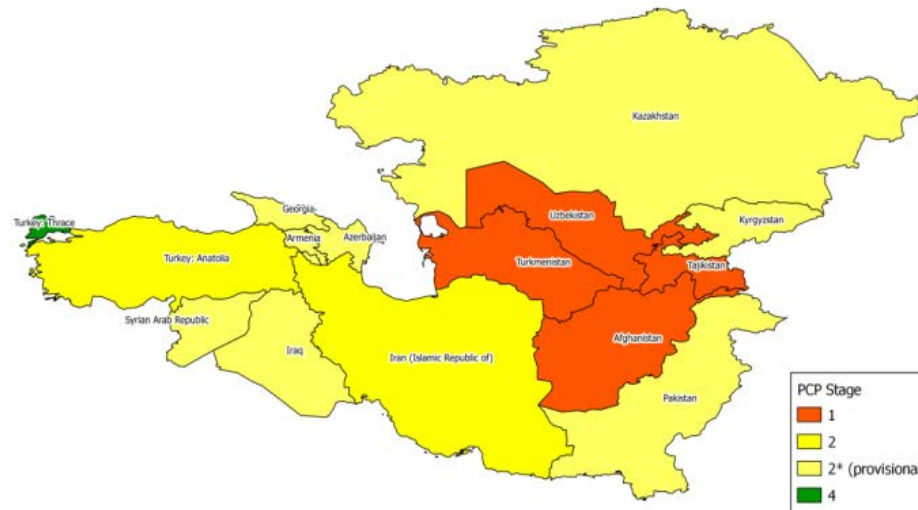 Kazakhstan
Turkey: Thrace
Georgia
Uzbekistan
Kyrgyzstan
Armenia
Azerbaijan
Turkey: Anatolia
Turkmenistan
Tajikistan
Syrian Arab Republic
Iraq
Iran (Islamic Republic of)
Afghanistan
Pakistan
PCP Stage
1
2
2* (provisional
4